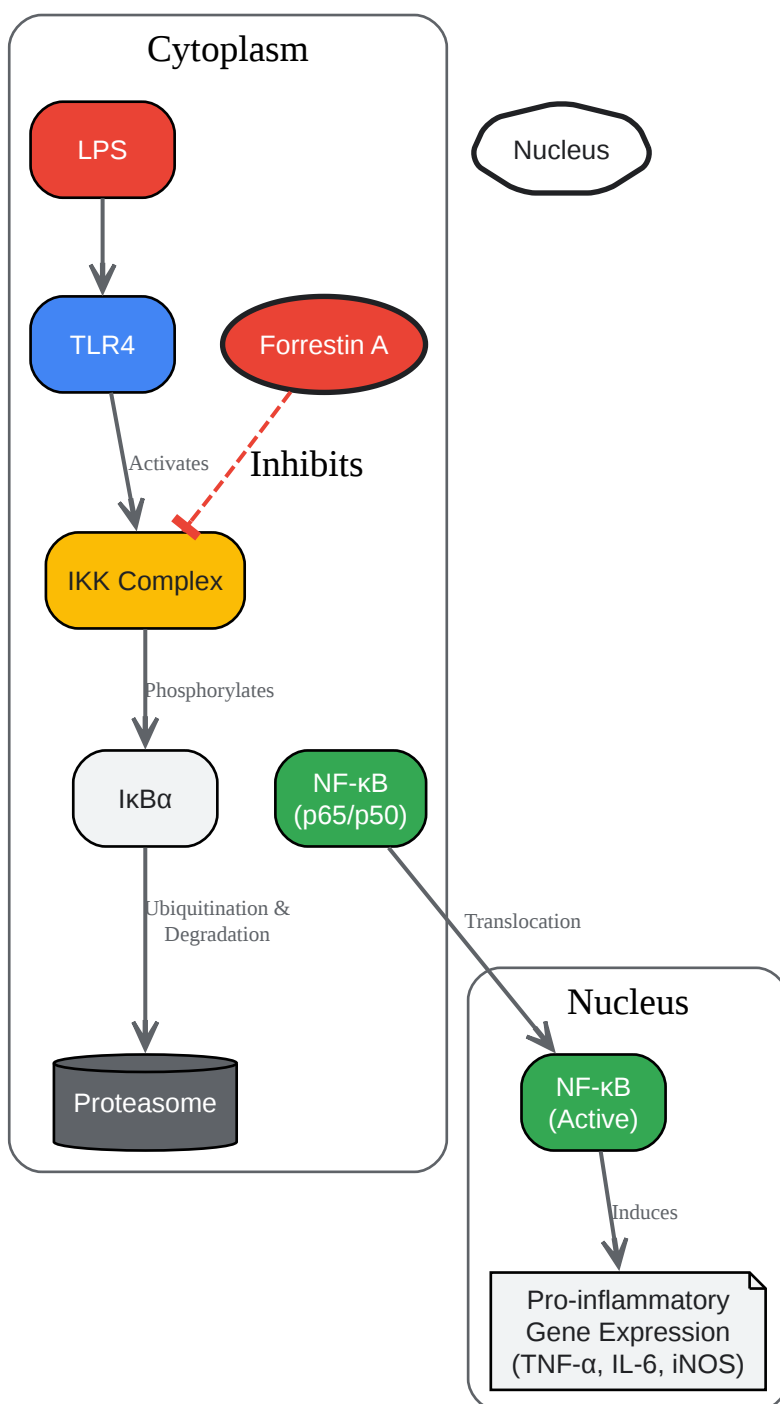 Cytoplasm
LPS
Nucleus
TLR4
Forrestin A
Activates
Inhibits
IKK Complex
Phosphorylates
IκBα
NF-κB
(p65/p50)
Ubiquitination &
Degradation
Translocation
Nucleus
Proteasome
NF-κB
(Active)
Induces
Pro-inflammatory
Gene Expression
(TNF-α, IL-6, iNOS)